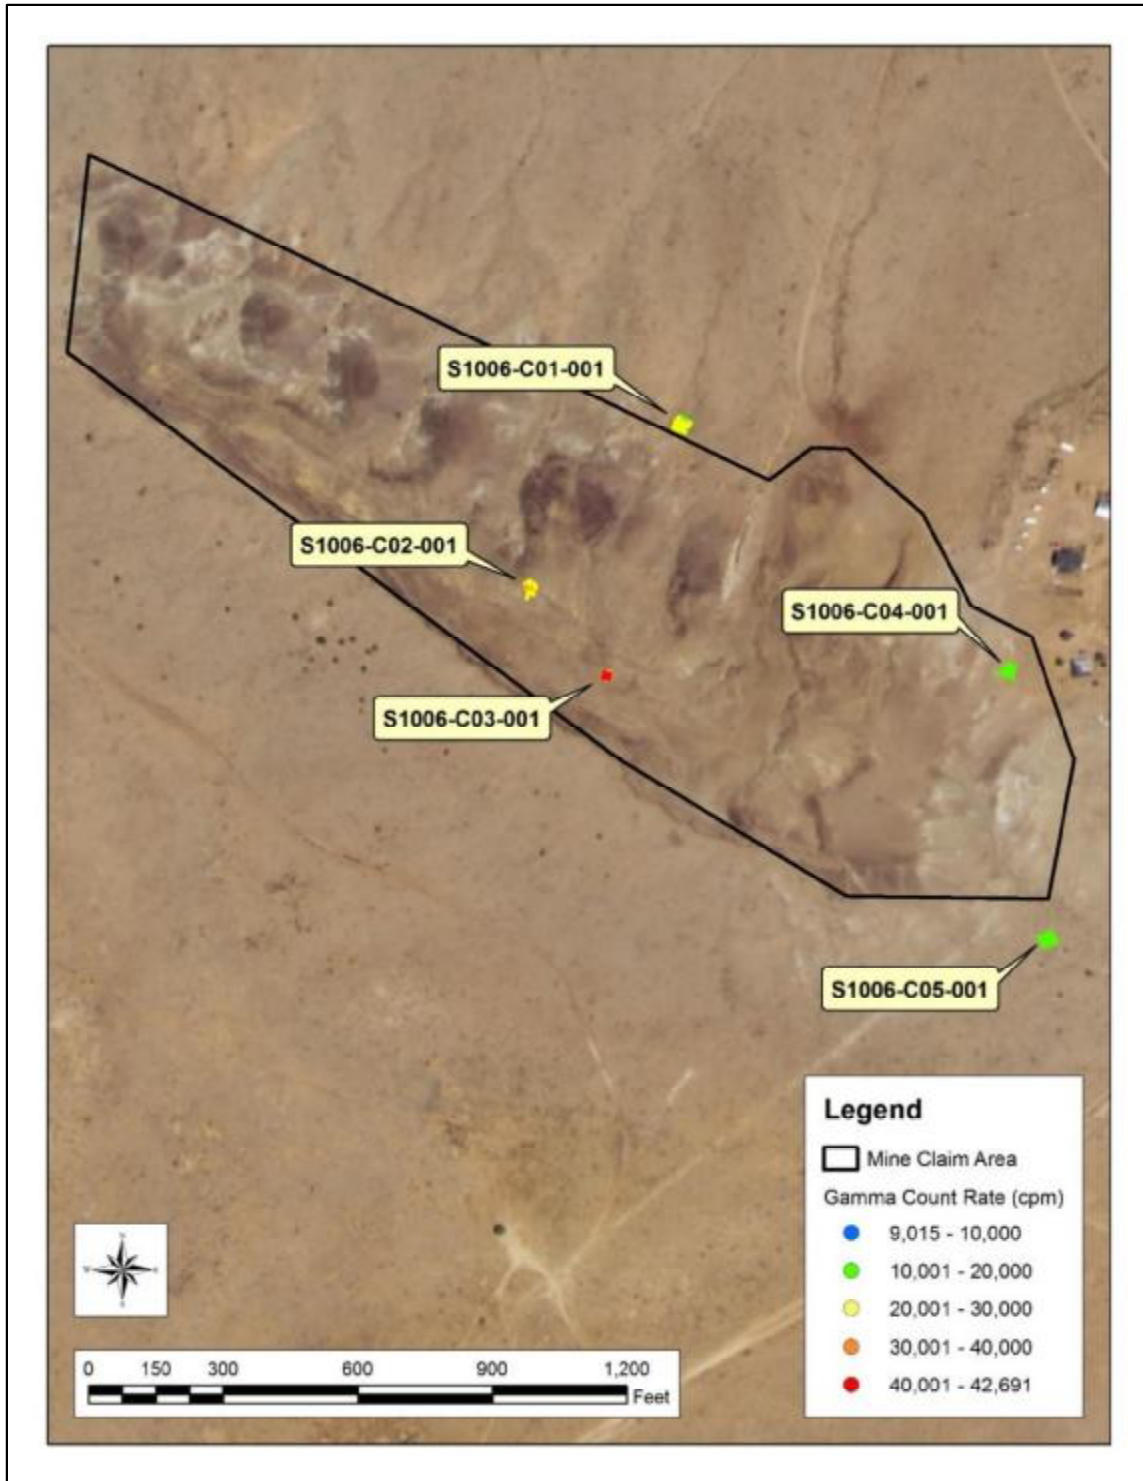 S1006-C01-001
S1006-C02-001
S1006-C04-001
S1006-C03-001
S1006-C05-001
Legend
Mine Claim Area
Gamma Count Rate (cpm)
9,015 - 10,000
10,001 - 20,000
20,001 - 30,000
30,001 - 40,000
40,001 - 42,691
N
W
E
S
0 150 300 600 900 1,200
Feet